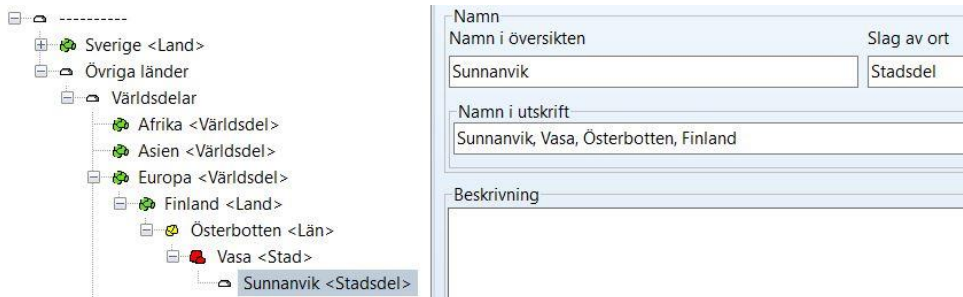 ----------
Sverige <Land>
Övriga länder
Världsdelar
Afrika <Världsdel>
Asien <Världsdel>
Europa <Världsdel>
Finland <Land>
Österbotten <Län>
Vasa <Stad>
Sunnanvik <Stadsdel>
Namn
Namn i översikten Slag av ort
Sunnanvik Stadsdel
Namn i utskrift
Sunnanvik, Vasa, Österbotten, Finland
Beskrivning